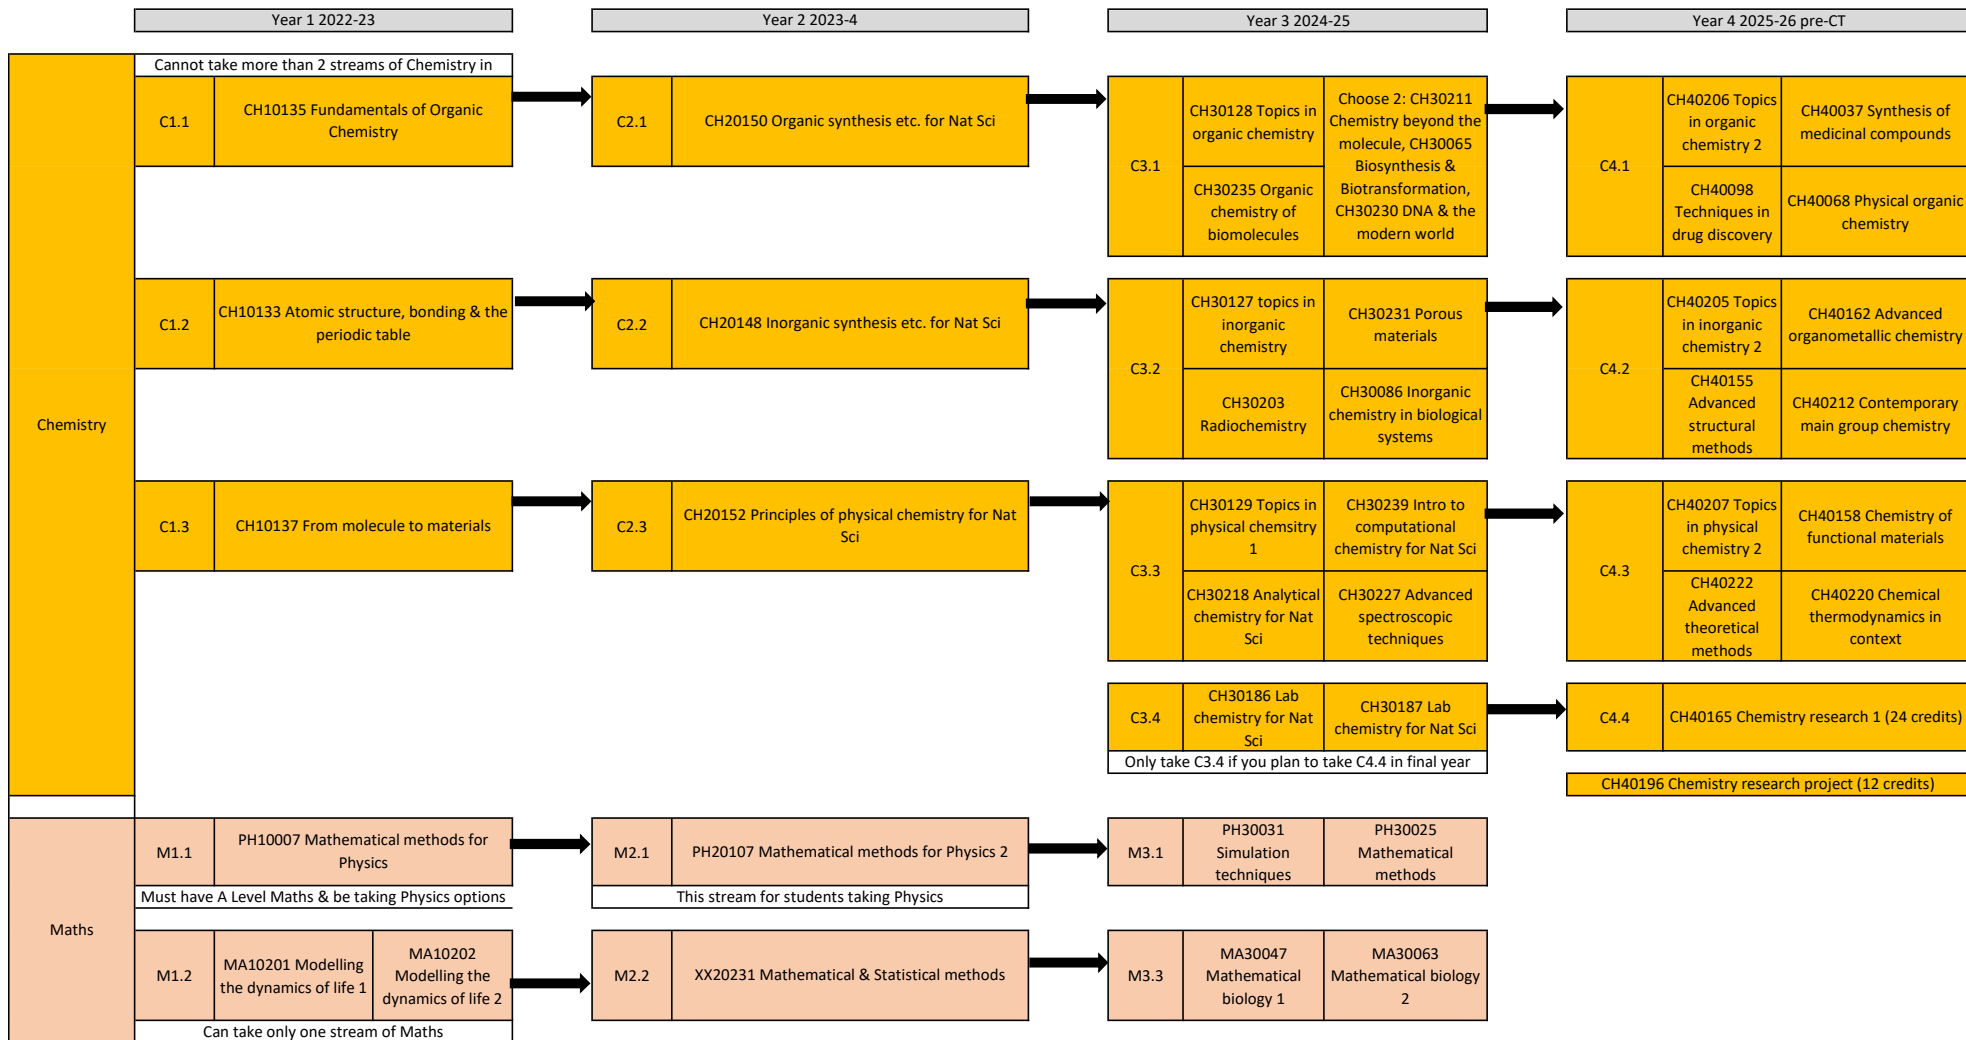 Year 1 2022-23
Year 2 2023-4
Year 3 2024-25
Year 4 2025-26 pre-CT
Chemistry
Cannot take more than 2 streams of Chemistry in
C1.1
CH10135 Fundamentals of Organic
Chemistry
C2.1
CH20150 Organic synthesis etc. for Nat Sci
C3.1
CH30128 Topics in
organic chemistry
CH30235 Organic
chemistry of
biomolecules
Choose 2: CH30211
Chemistry beyond the
molecule, CH30065
Biosynthesis &
Biotransformation,
CH30230 DNA & the
modern world
C4.1
CH40206 Topics
in organic
chemistry 2
CH40037 Synthesis of
medicinal compounds
CH40098
Techniques in
drug discovery
CH40068 Physical organic
chemistry
C1.2
CH10133 Atomic structure, bonding & the
periodic table
C2.2
CH20148 Inorganic synthesis etc. for Nat Sci
C3.2
CH30127 topics in
inorganic
chemistry
CH30231 Porous
materials
CH30203
Radiochemistry
CH30086 Inorganic
chemistry in biological
systems
C4.2
CH40205 Topics
in inorganic
chemistry 2
CH40162 Advanced
organometallic chemistry
CH40155
Advanced
structural
methods
CH40212 Contemporary
main group chemistry
C1.3
CH10137 From molecule to materials
C2.3
CH20152 Principles of physical chemistry for Nat
Sci
C3.3
CH30129 Topics in
physical chemsitry
1
CH30239 Intro to
computational
chemistry for Nat Sci
CH30218 Analytical
chemistry for Nat
Sci
CH30227 Advanced
spectroscopic
techniques
C4.3
CH40207 Topics
in physical
chemistry 2
CH40158 Chemistry of
functional materials
CH40222
Advanced
theoretical
methods
CH40220 Chemical
thermodynamics in
context
C3.4
CH30186 Lab
chemistry for Nat
Sci
CH30187 Lab
chemistry for Nat Sci
Only take C3.4 if you plan to take C4.4 in final year
C4.4
CH40165 Chemistry research 1 (24 credits)
CH40196 Chemistry research project (12 credits)
Maths
M1.1
PH10007 Mathematical methods for
Physics
Must have A Level Maths & be taking Physics options
M2.1
PH20107 Mathematical methods for Physics 2
This stream for students taking Physics
M3.1
PH30031
Simulation
techniques
PH30025
Mathematical
methods
M1.2
MA10201 Modelling
the dynamics of life 1
MA10202
Modelling the
dynamics of life 2
Can take only one stream of Maths
M2.2
XX20231 Mathematical & Statistical methods
M3.3
MA30047
Mathematical
biology 1
MA30063
Mathematical biology
2